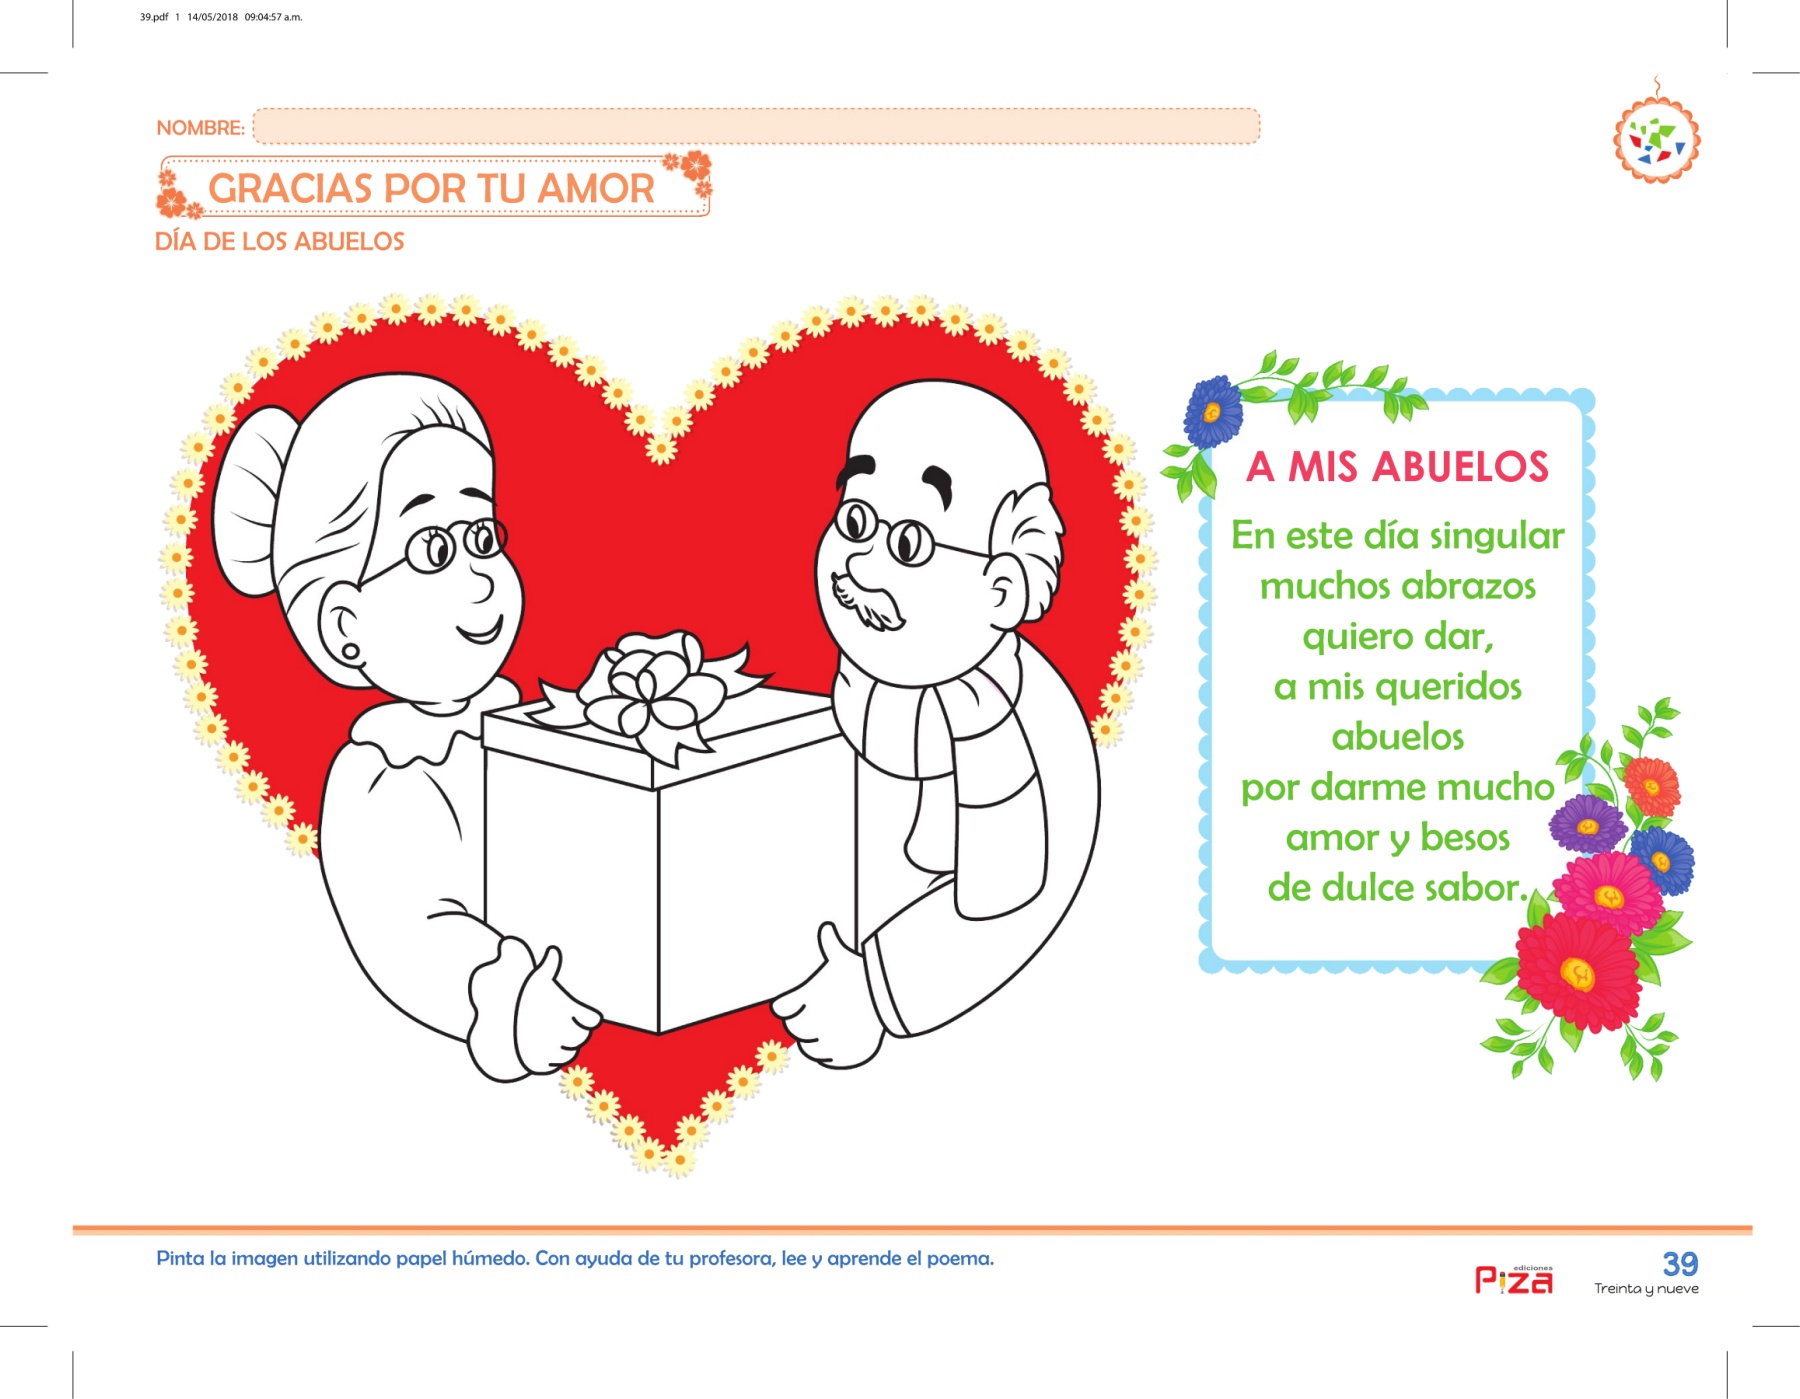 39.pdf 1 14/05/2018 09:04:57 a.m.
NOMBRE:
GRACIAS POR TU AMOR
DÍA DE LOS ABUELOS
A MIS ABUELOS
En este día singular
muchos abrazos
quiero dar,
a mis queridos
abuelos
por darme mucho
amor y besos
de dulce sabor.
Pinta la imagen utilizando papel húmedo. Con ayuda de tu profesora, lee y aprende el poema.
ediciones
Piza
39
Treinta y nueve